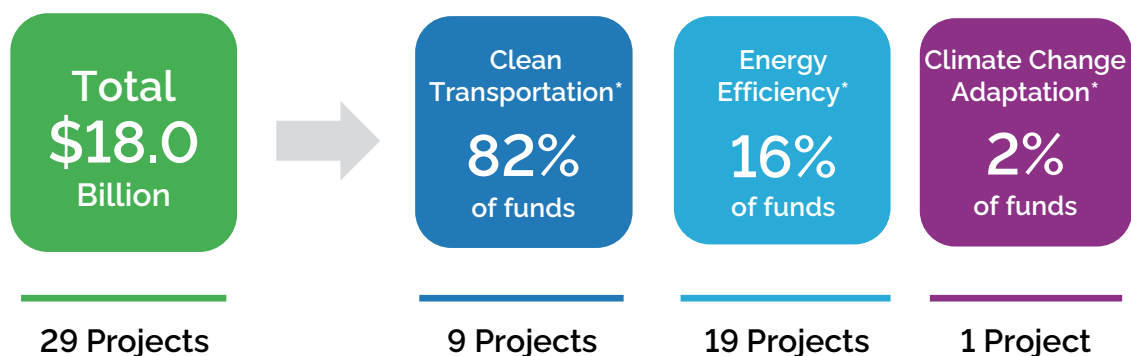 Total
$18.0
Billion
Clean
Transportation*
82%
of funds
Energy
Efficiency*
16%
of funds
Climate Change
Adaptation*
2%
of funds
29 Projects
9 Projects
19 Projects
1 Project